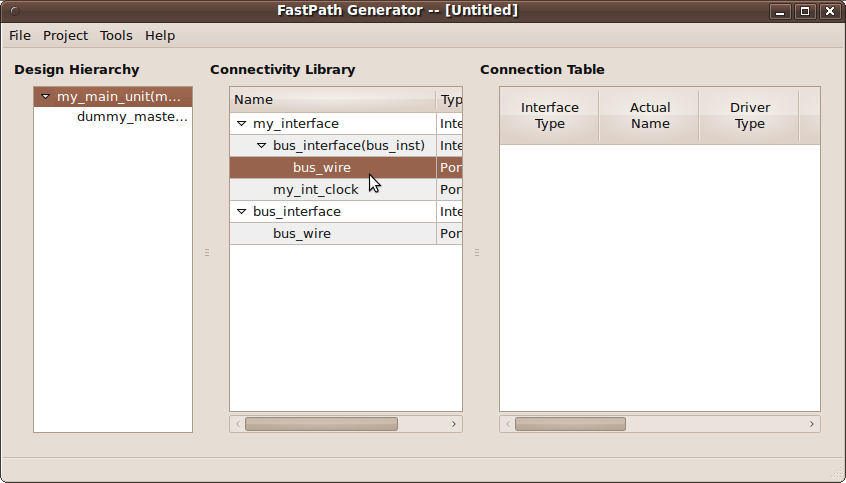 FastPath Generator -- [Untitled]
File Project Tools Help
Design Hierarchy
my_main_unit(m...
dummy_maste...
Connectivity Library
Name Typ
my_interface Inte
bus_interface(bus_inst) Inte
bus_wire Por
my_int_clock Por
bus_interface Inte
bus_wire Por
Connection Table
Interface Type
Actual Name
Driver Type